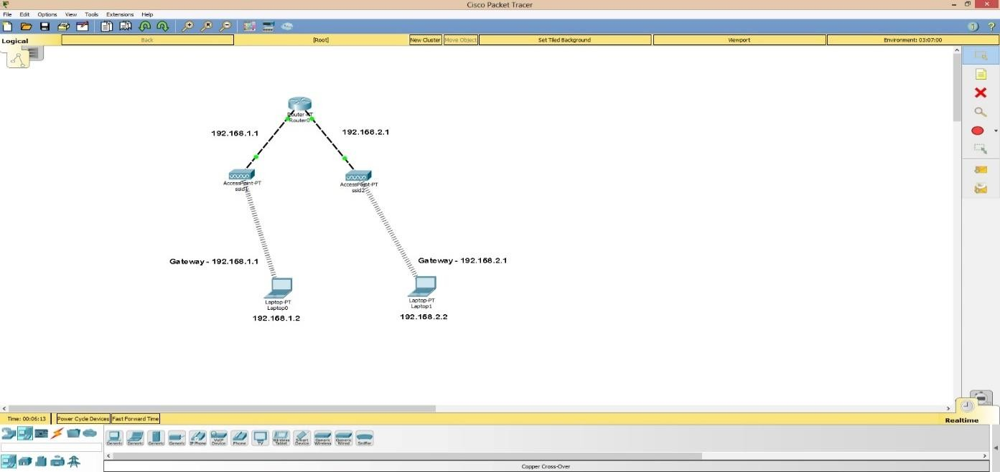 Cisco Packet Tracer
File Edit Options View Tools Extensions Help
Logical Back [Root] New Cluster Move Object Set Tiled Background Viewport Environment: 03:07:00
Router-PT
Router0
192.168.1.1 192.168.2.1
AccessPoint-PT
ssid1
AccessPoint-PT
ssid2
Gateway - 192.168.1.1 Gateway - 192.168.2.1
Laptop-PT
Laptop0
192.168.1.2
Laptop-PT
Laptop1
192.168.2.2
Time: 00:06:13 Power Cycle Devices Fast Forward Time
Realtime
Generic Generic Generic Generic IP Phone VoIP Device Phone TV Wireless Tablet Smart Device Generic Wireless Generic Wired Sniffer
Copper Cross-Over